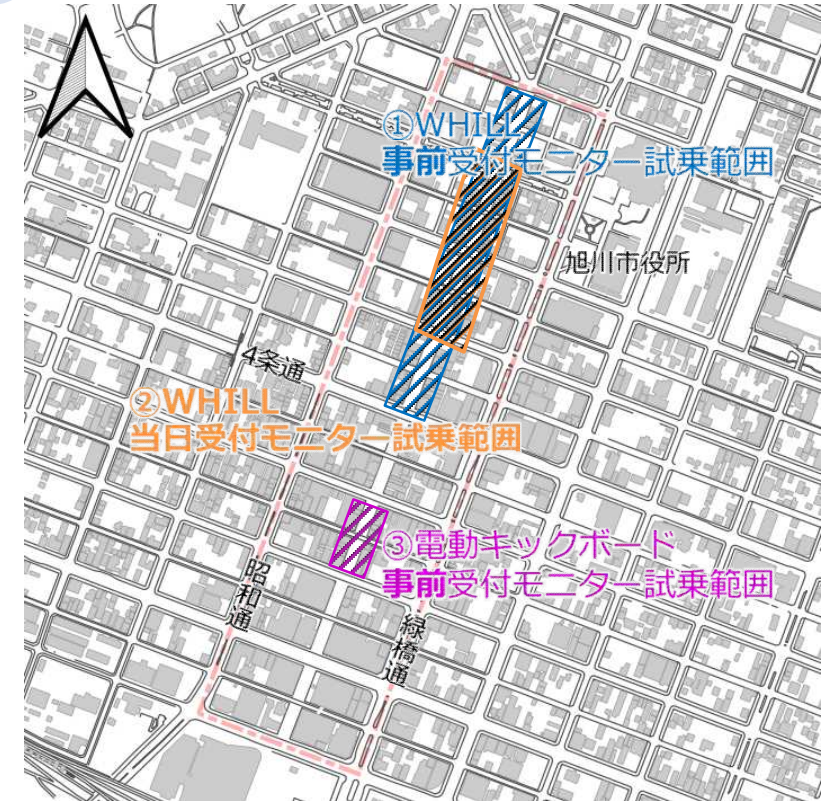 ①WHILL
事前受付モニター試乗範囲
旭川市役所
4条通
②WHILL
当日受付モニター試乗範囲
③電動キックボード
事前受付モニター試乗範囲
昭和通
緑橋通